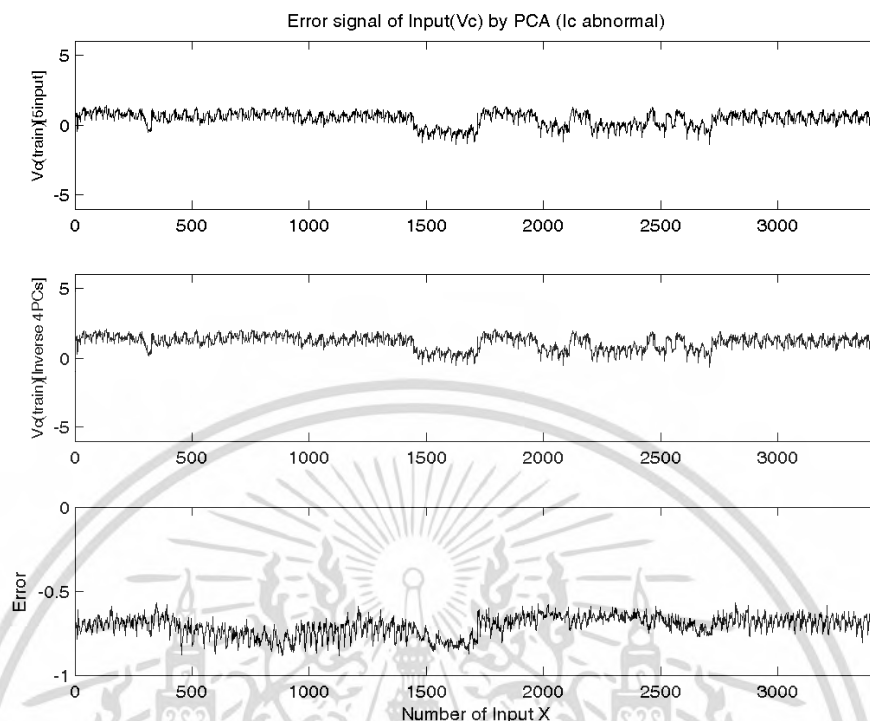 Error signal of Input(Vc) by PCA (Ic abnormal)
Vc(train)[5input]
5
0
-5
0 500 1000 1500 2000 2500 3000
Vc(train)[Inverse 4PCs]
5
0
-5
0 500 1000 1500 2000 2500 3000
Error
0
-0.5
-1
0 500 1000 1500 2000 2500 3000
Number of Input X